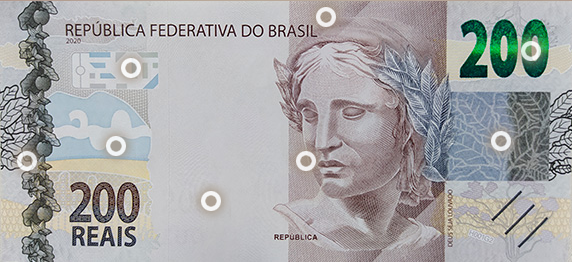 REPÚBLICA FEDERATIVA DO BRASIL
2020
200
200
REAIS
REPÚBLICA
DEUS SEJA LOUVADO